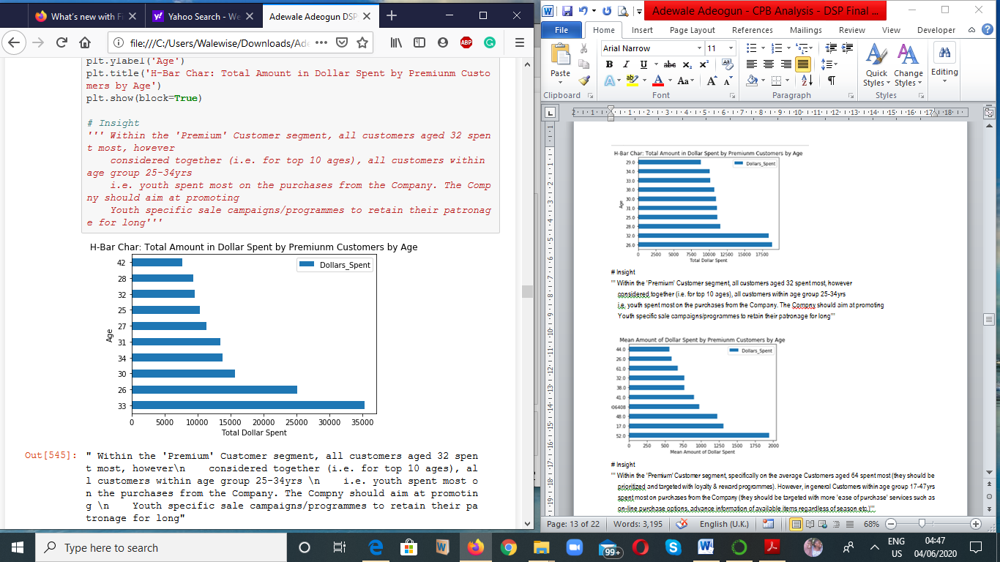 What's new with Fi
Yahoo Search - We
Adewale Adeogun DSP
file:///C:/Users/Walewise/Downloads/Ade
ABP
plt.ylabel('Age')
plt.title('H-Bar Char: Total Amount in Dollar Spent by Premiunm Custo
mers by Age')
plt.show(block=True)
# Insight
''' Within the 'Premium' Customer segment, all customers aged 32 spen
t most, however
considered together (i.e. for top 10 ages), all customers within
age group 25-34yrs
i.e. youth spent most on the purchases from the Company. The Comp
ny should aim at promoting
Youth specific sale campaigns/programmes to retain their patronag
e for long'''
H-Bar Char: Total Amount in Dollar Spent by Premiunm Customers by Age
Dollars_Spent
42
28
32
25
27
31
34
30
26
33
Age
0 5000 10000 15000 20000 25000 30000 35000
Total Dollar Spent
Out[545]: " Within the 'Premium' Customer segment, all customers aged 32 spen
t most, however\n    considered together (i.e. for top 10 ages), al
l customers within age group 25-34yrs \n    i.e. youth spent most o
n the purchases from the Company. The Compny should aim at promotin
g \n    Youth specific sale campaigns/programmes to retain their pa
tronage for long"
Adewale Adeogun - CPB Analysis - DSP Final ...
File Home Insert Page Layout References Mailings Review View Developer
Paste
Clipboard
Arial Narrow 11
Font
Paragraph
Quick Styles
Change Styles
Styles
Editing
2 1 1 2 3 4 5 6 7 8 9 10 11 12 13 14 15 16 17 18
H-Bar Char: Total Amount in Dollar Spent by Premiunm Customers by Age
Dollars_Spent
29.0
34.0
33.0
38.0
30.0
31.0
25.0
28.0
32.0
26.0
Age
0 2500 5000 7500 10000 12500 15000 17500
Total Dollar Spent
# Insight
''' Within the 'Premium' Customer segment, all customers aged 32 spent most, however
considered together (i.e. for top 10 ages), all customers within age group 25-34yrs
i.e. youth spent most on the purchases from the Company. The Compny should aim at promoting
Youth specific sale campaigns/programmes to retain their patronage for long'''
Mean Amount of Dollar Spent by Premiunm Customers by Age
Dollars_Spent
44.0
26.0
61.0
32.0
38.0
41.0
06408
48.0
17.0
52.0
0 250 500 750 1000 1250 1500 1750 2000
Mean Amount of Dollar Spent
# Insight
''' Within the 'Premium' Customer segment, specifically on the average Customers aged 64 spent most (they should be
prioritized and targeted with loyalty & reward programmes). However, in general Customers within age group 17-47yrs
spent most on purchases from the Company (they should be targeted with more 'ease of purchase' services such as
on-line purchase options, advance information of available items regardless of season etc.)'''
Page: 13 of 22 Words: 3,195 English (U.K.) 68%
Type here to search
99+
ENG
US
04:47
04/06/2020